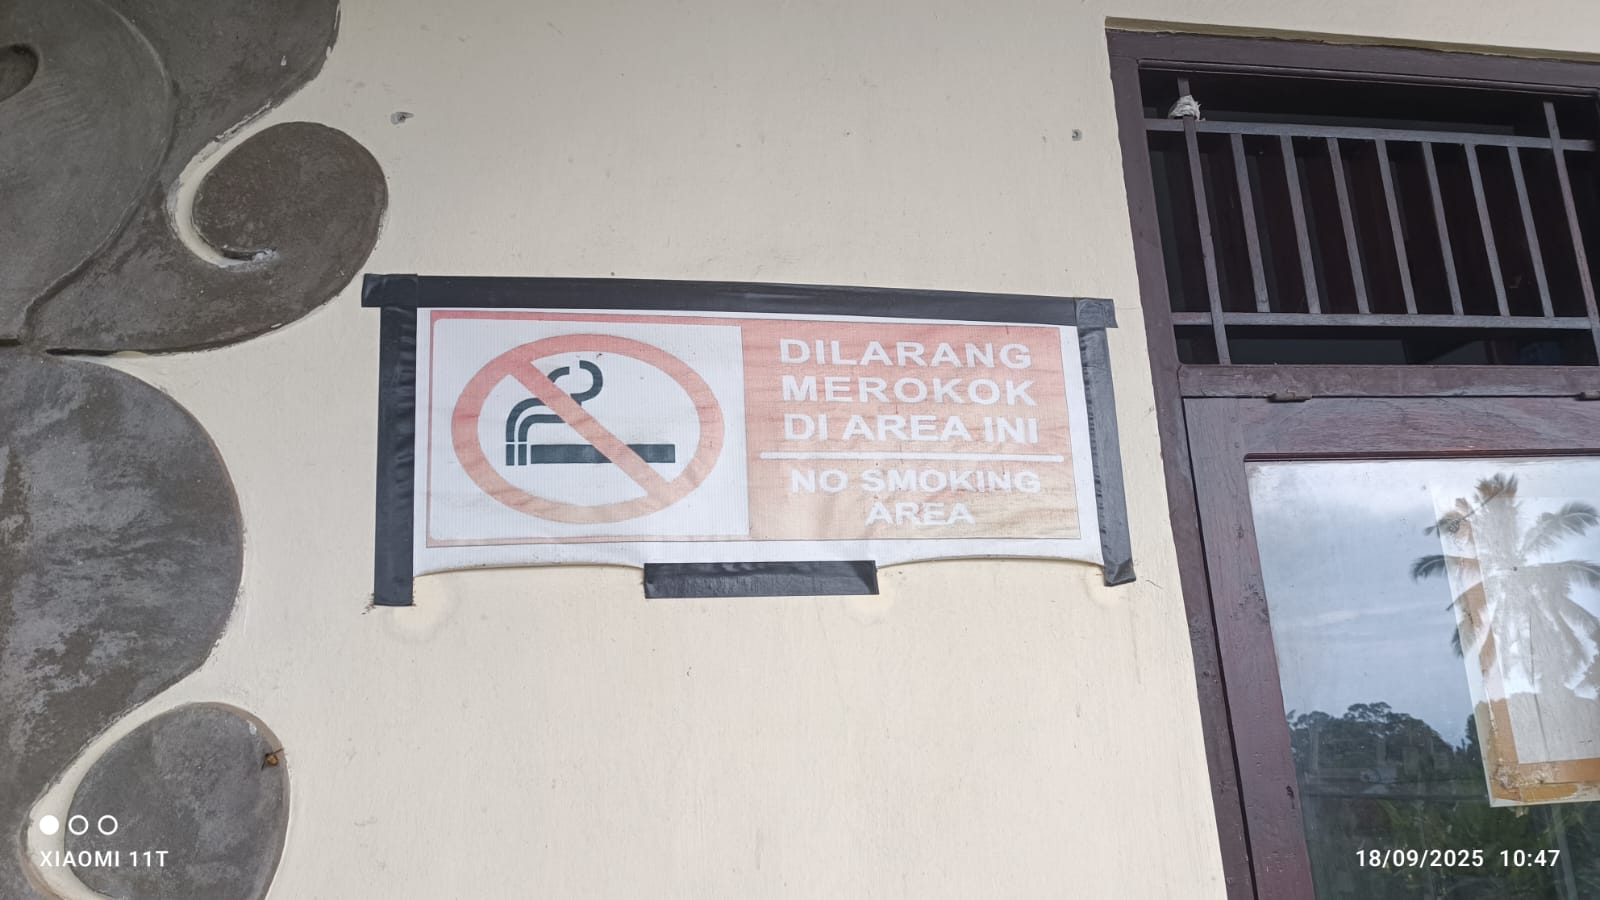 DILARANG
MEROKOK
DI AREA INI
NO SMOKING
AREA
XIAOMI 11T
18/09/2025 10:47